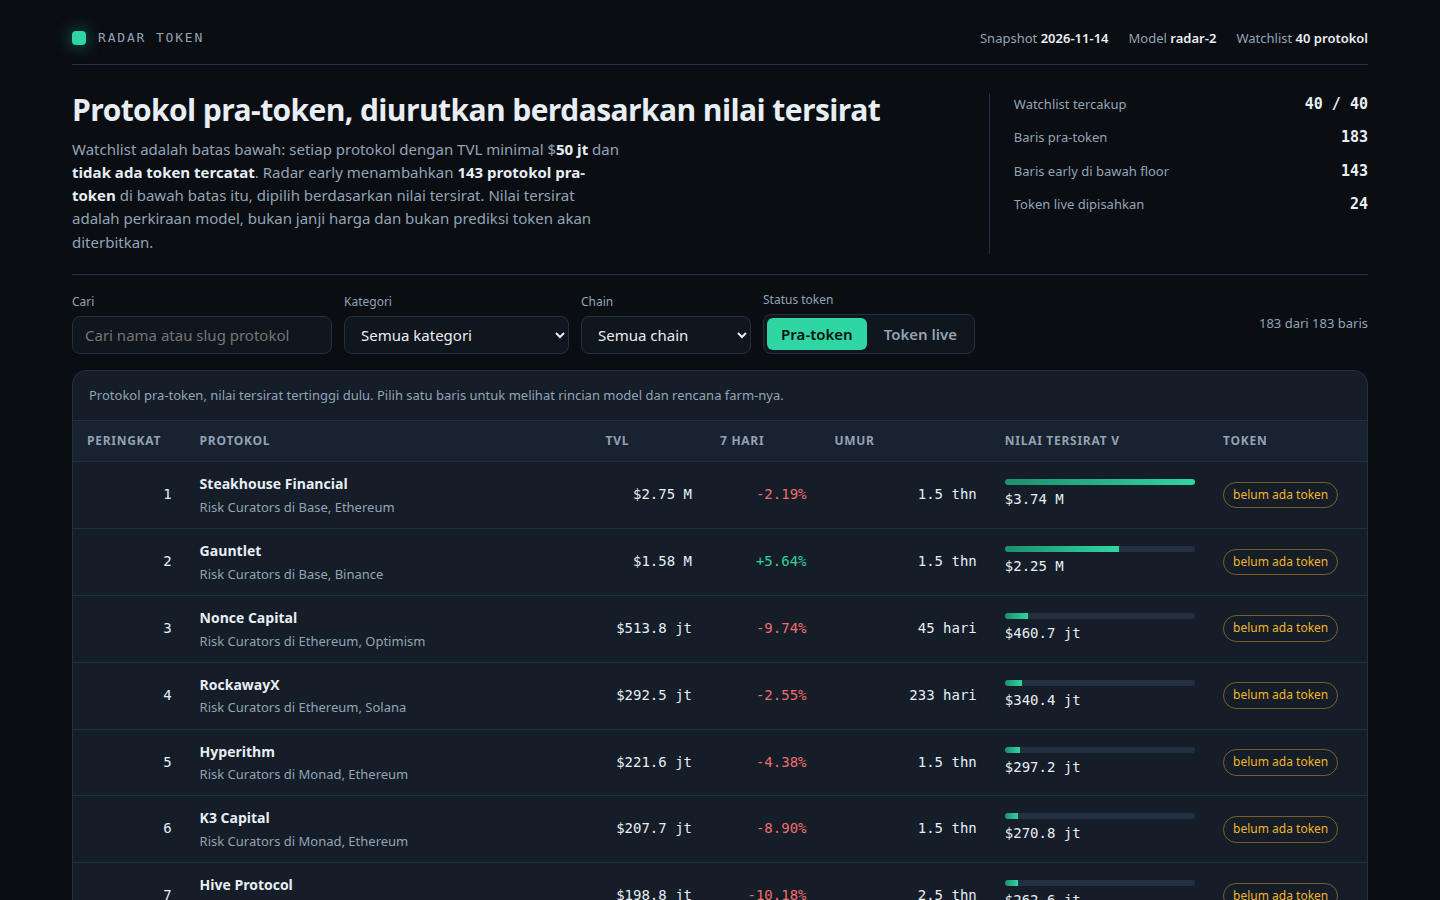 RADAR TOKEN
Snapshot 2026-11-14 Model radar-2 Watchlist 40 protokol
Protokol pra-token, diurutkan berdasarkan nilai tersirat
Watchlist adalah batas bawah: setiap protokol dengan TVL minimal $50 jt dan
tidak ada token tercatat. Radar early menambahkan 143 protokol pra-
token di bawah batas itu, dipilih berdasarkan nilai tersirat. Nilai tersirat
adalah perkiraan model, bukan janji harga dan bukan prediksi token akan
diterbitkan.
Watchlist tercakup 40 / 40
Baris pra-token 183
Baris early di bawah floor 143
Token live dipisahkan 24
Cari Kategori Chain Status token
Cari nama atau slug protokol Semua kategori Semua chain Pra-token Token live 183 dari 183 baris
Protokol pra-token, nilai tersirat tertinggi dulu. Pilih satu baris untuk melihat rincian model dan rencana farm-nya.
PERINGKAT PROTOKOL TVL 7 HARI UMUR NILAI TERSIRAT V TOKEN
1 Steakhouse Financial $2.75 M -2.19% 1.5 thn $3.74 M belum ada token
Risk Curators di Base, Ethereum
2 Gauntlet $1.58 M +5.64% 1.5 thn $2.25 M belum ada token
Risk Curators di Base, Binance
3 Nonce Capital $513.8 jt -9.74% 45 hari $460.7 jt belum ada token
Risk Curators di Ethereum, Optimism
4 RockawayX $292.5 jt -2.55% 233 hari $340.4 jt belum ada token
Risk Curators di Ethereum, Solana
5 Hyperithm $221.6 jt -4.38% 1.5 thn $297.2 jt belum ada token
Risk Curators di Monad, Ethereum
6 K3 Capital $207.7 jt -8.90% 1.5 thn $270.8 jt belum ada token
Risk Curators di Monad, Ethereum
7 Hive Protocol $198.8 jt -10.18% 2.5 thn belum ada token